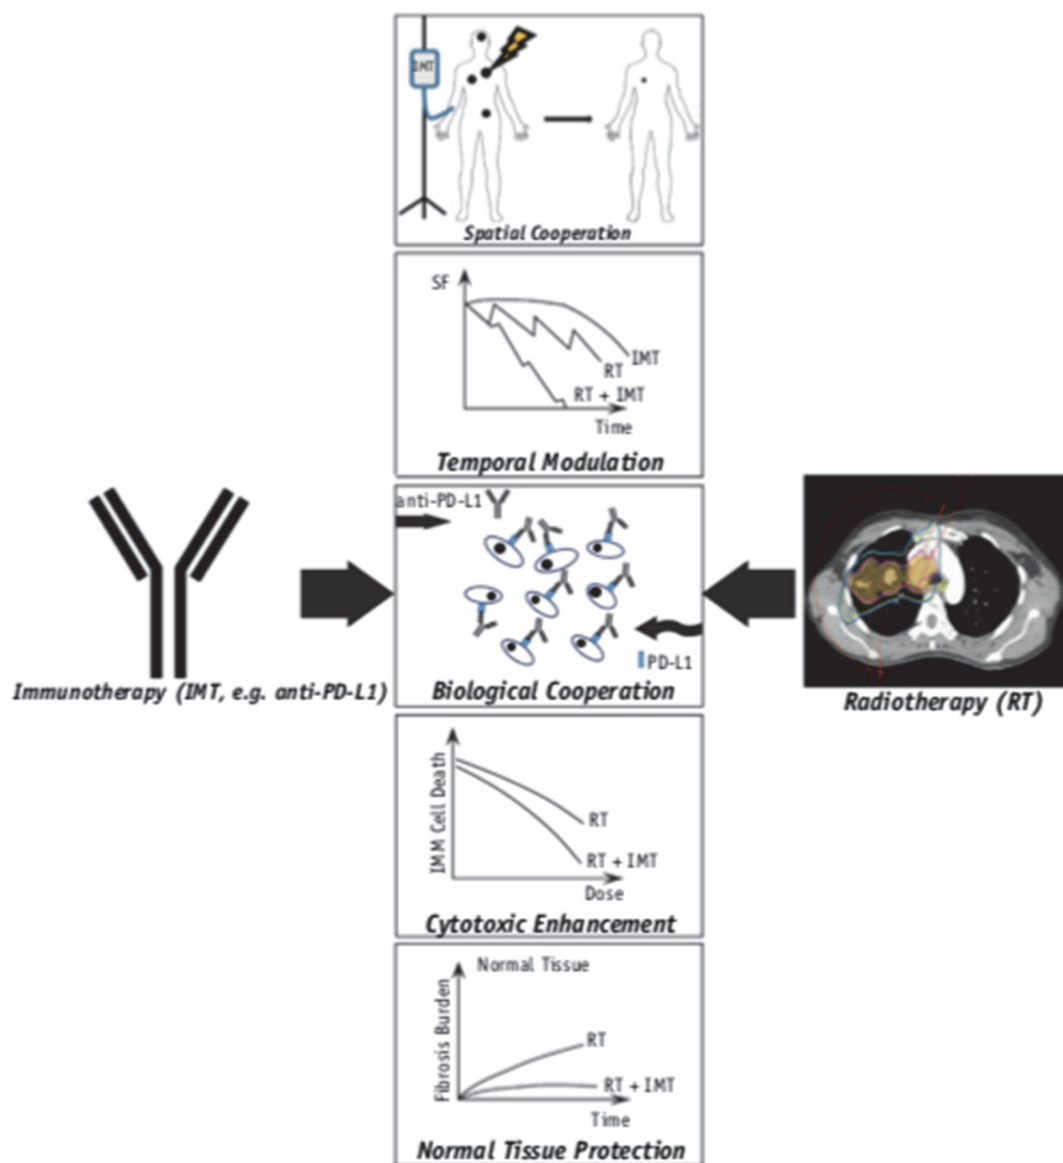 IMT
Spatial Cooperation
SF
IMT
RT
RT + IMT
Time
Temporal Modulation
anti-PD-L1
PD-L1
Biological Cooperation
Immunotherapy (IMT, e.g. anti-PD-L1)
Radiotherapy (RT)
IMM Cell Death
RT
RT + IMT
Dose
Cytotoxic Enhancement
Normal Tissue
Fibrosis Burden
RT
RT + IMT
Time
Normal Tissue Protection